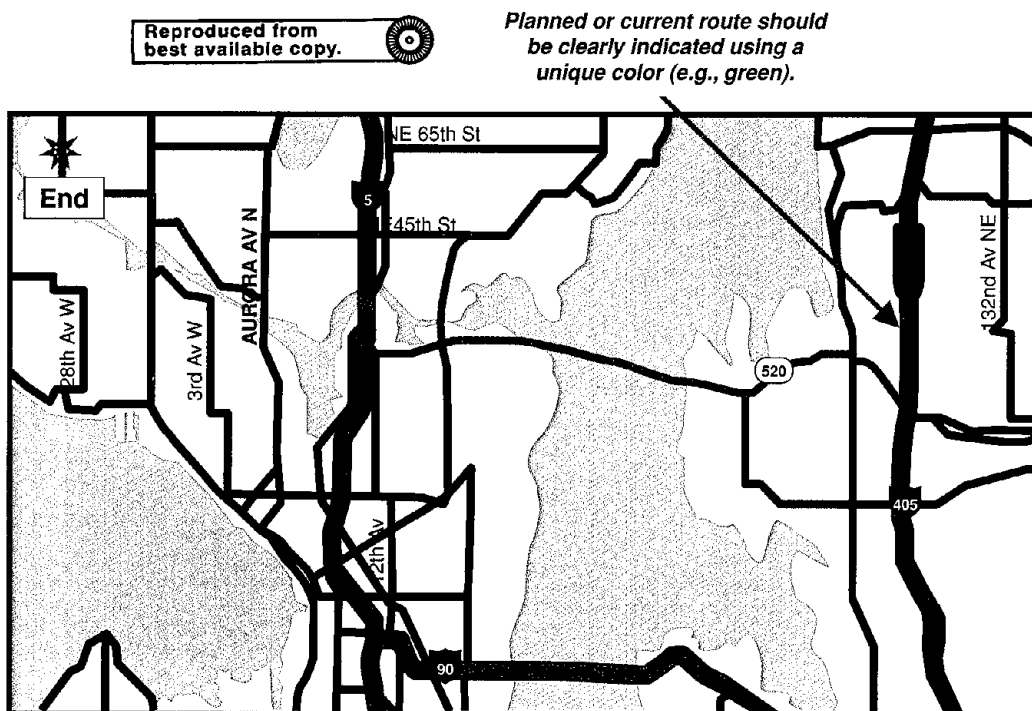 Reproduced from
best available copy.
Planned or current route should
be clearly indicated using a
unique color (e.g., green).
NE 65th St
End
5
E45th St
AURORA AV N
132nd Av NE
28th Av W
3rd Av W
520
405
12th Av
90